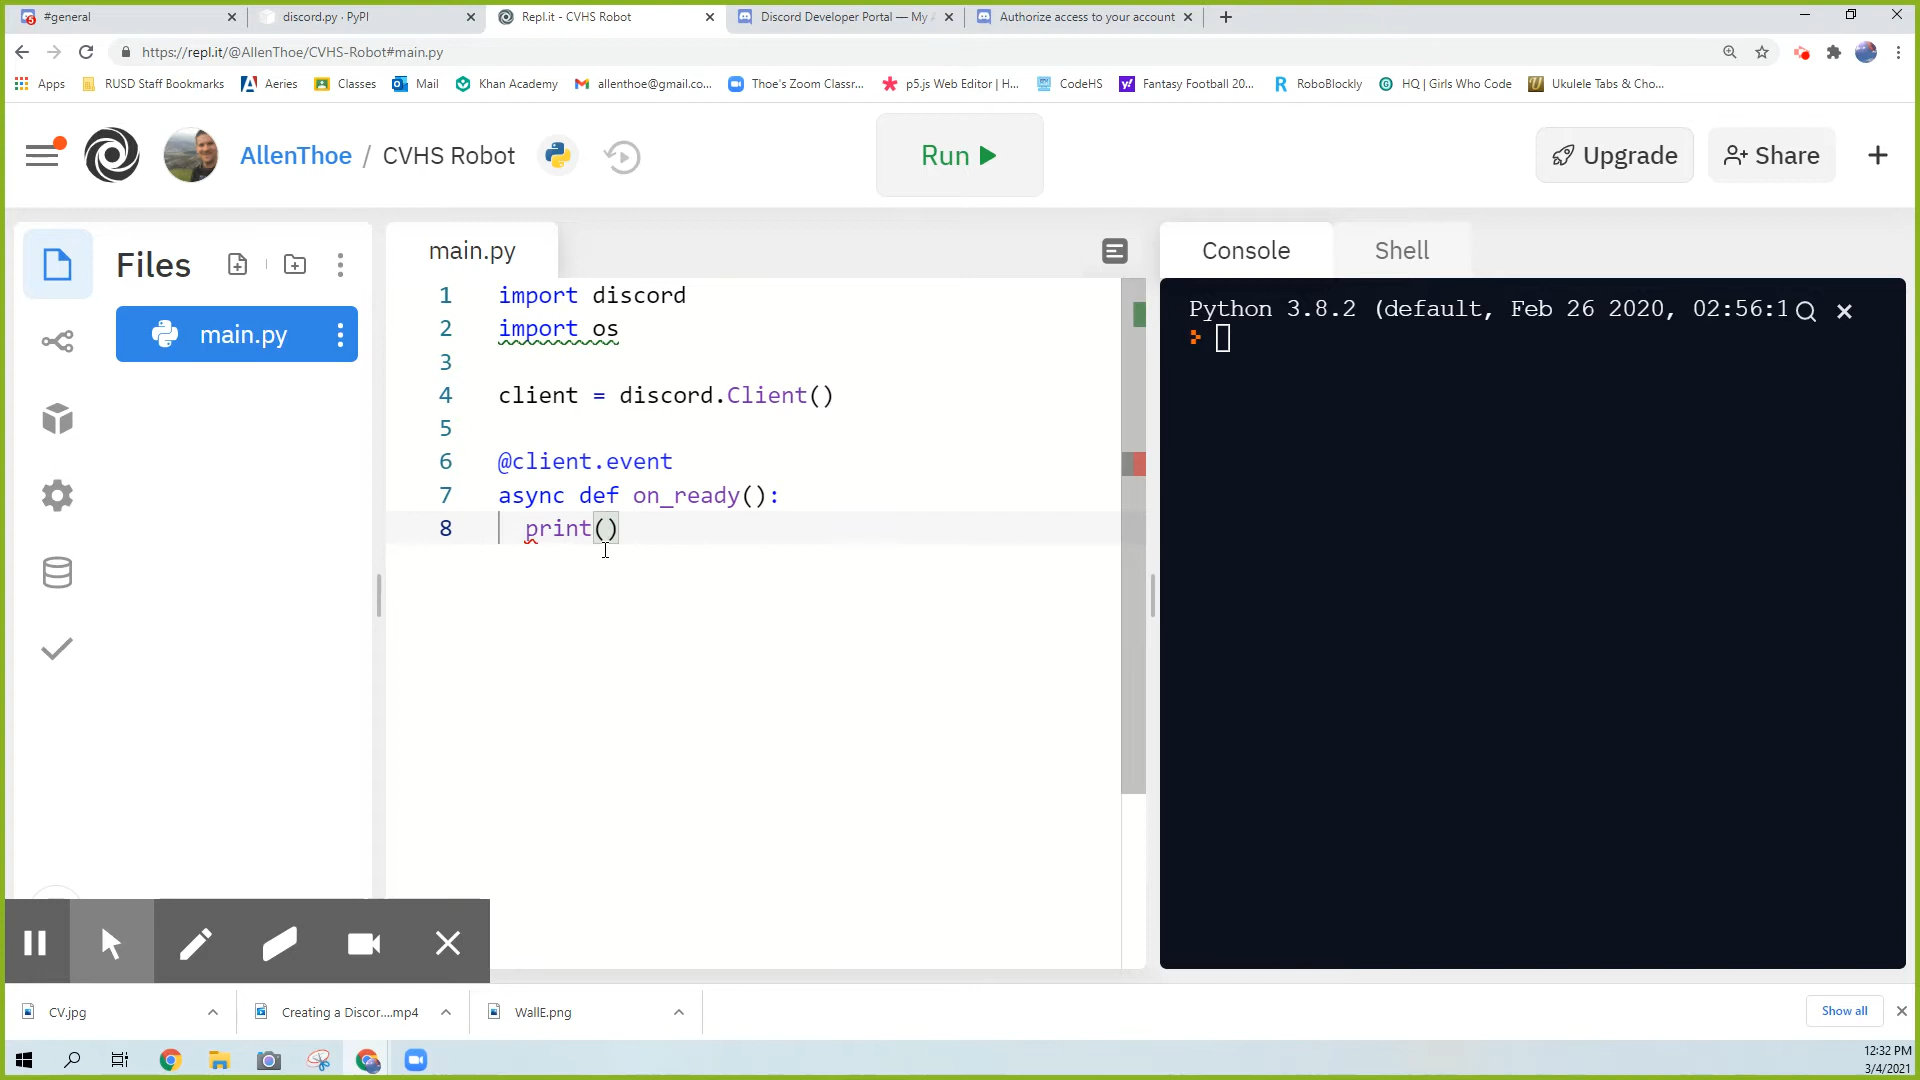 #general
discord.py · PyPI
Repl.it - CVHS Robot
Discord Developer Portal — My A
Authorize access to your account
https://repl.it/@AllenThoe/CVHS-Robot#main.py
Apps
RUSD Staff Bookmarks
Aeries
Classes
Mail
Khan Academy
allenthoe@gmail.co...
Thoe's Zoom Classr...
p5.js Web Editor | H...
CodeHS
Fantasy Football 20...
RoboBlockly
HQ | Girls Who Code
Ukulele Tabs & Cho...
AllenThoe / CVHS Robot
Run
Upgrade
Share
Files
main.py
main.py
1 import discord
2 import os
3
4 client = discord.Client()
5
6 @client.event
7 async def on_ready():
8 print()
Console
Shell
Python 3.8.2 (default, Feb 26 2020, 02:56:1
CV.jpg
Creating a Discor....mp4
WallE.png
Show all
12:32 PM
3/4/2021